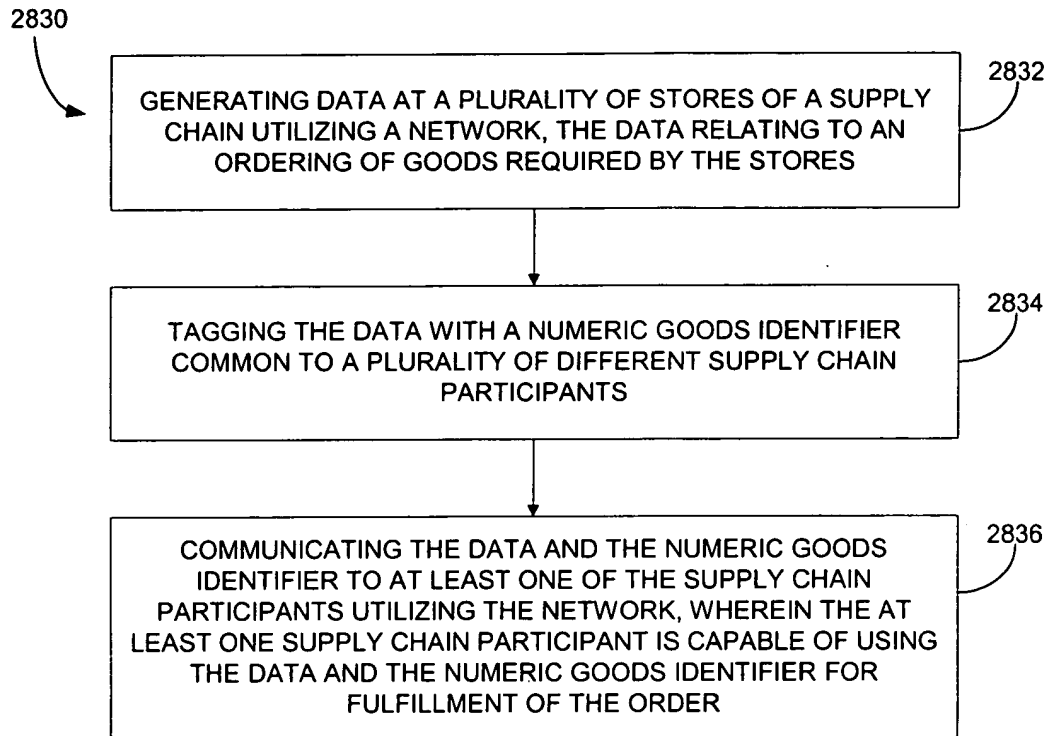 2830
2832
GENERATING DATA AT A PLURALITY OF STORES OF A SUPPLY
CHAIN UTILIZING A NETWORK, THE DATA RELATING TO AN
ORDERING OF GOODS REQUIRED BY THE STORES
2834
TAGGING THE DATA WITH A NUMERIC GOODS IDENTIFIER
COMMON TO A PLURALITY OF DIFFERENT SUPPLY CHAIN
PARTICIPANTS
2836
COMMUNICATING THE DATA AND THE NUMERIC GOODS
IDENTIFIER TO AT LEAST ONE OF THE SUPPLY CHAIN
PARTICIPANTS UTILIZING THE NETWORK, WHEREIN THE AT
LEAST ONE SUPPLY CHAIN PARTICIPANT IS CAPABLE OF USING
THE DATA AND THE NUMERIC GOODS IDENTIFIER FOR
FULFILLMENT OF THE ORDER